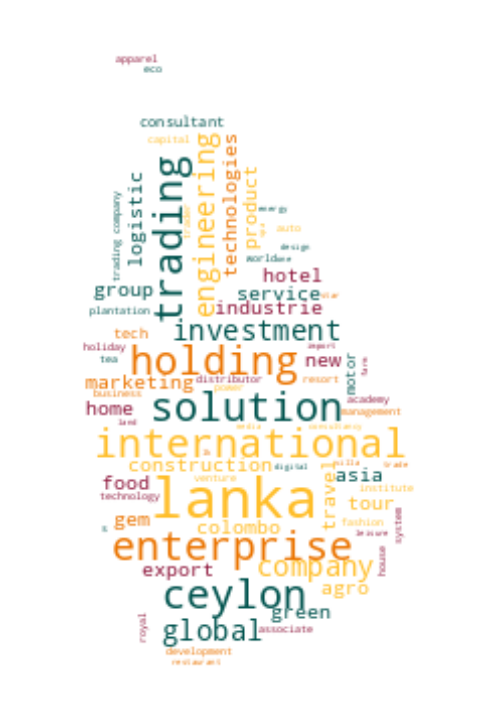 apparel
eco
consultant
capital
trading
engineering
technologies
product
logistic
trading company
trader
energy
auto
design
world
hotel
group
service
star
plantation
industrie
tech
investment
holiday
tea
holding
import
new
motor
farm
marketing
distributor
resort
business
power
home
solution
academy
management
land
media
consultancy
international
construction
digital
villa
trade
asia
food
venture
institute
technology
lanka
travel
tour
gem
colombo
fashion
leisure
system
enterprise
house
export
company
agro
ceylon
green
royal
global
associate
development
restaurant